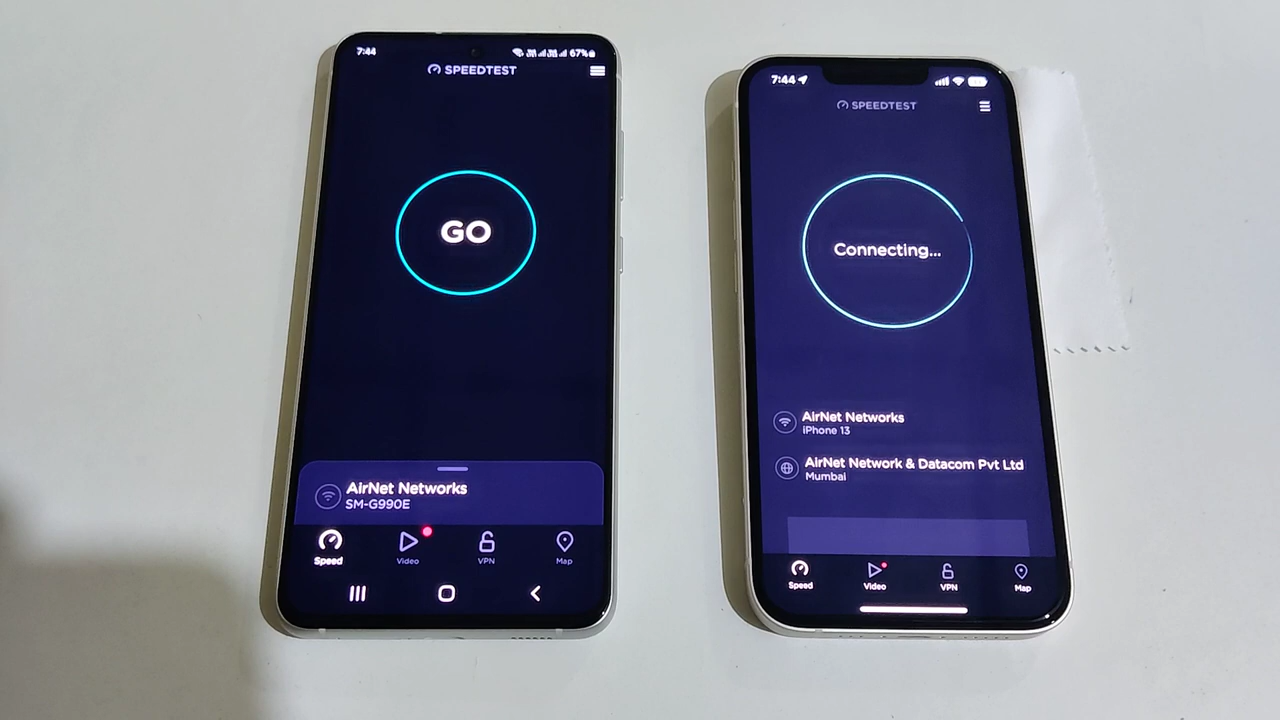 7:44
67%
SPEEDTEST
GO
AirNet Networks
SM-G990E
Speed
Video
VPN
Map
7:44
SPEEDTEST
Connecting...
AirNet Networks
iPhone 13
AirNet Network & Datacom Pvt Ltd
Mumbai
Speed
Video
VPN
Map